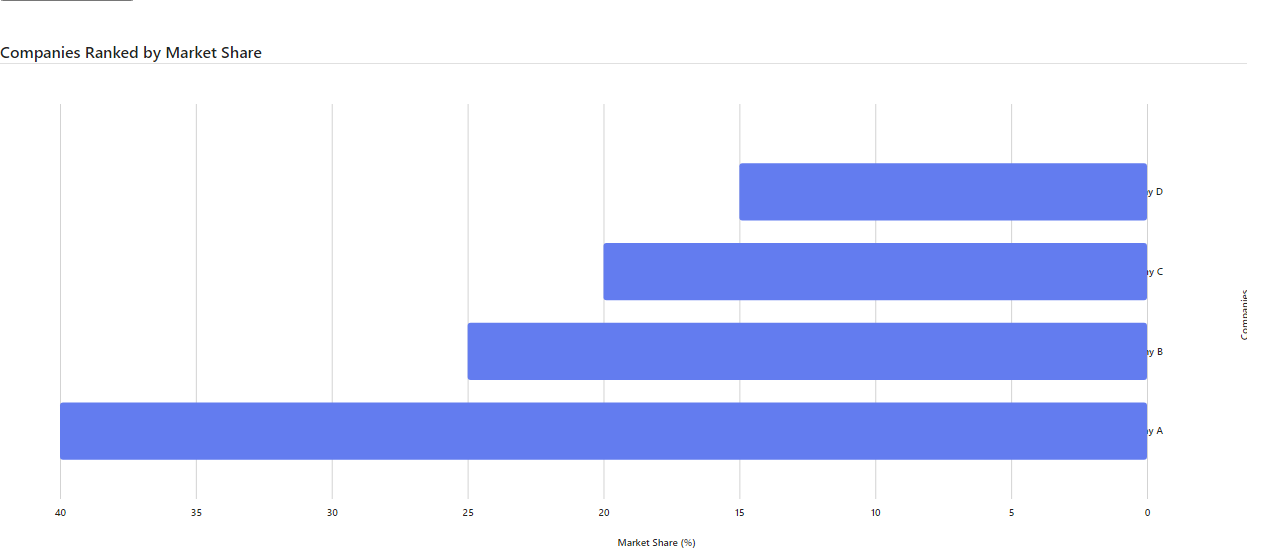 Companies Ranked by Market Share
y D
y C
y B
y A
Companies
40 35 30 25 20 15 10 5 0
Market Share (%)